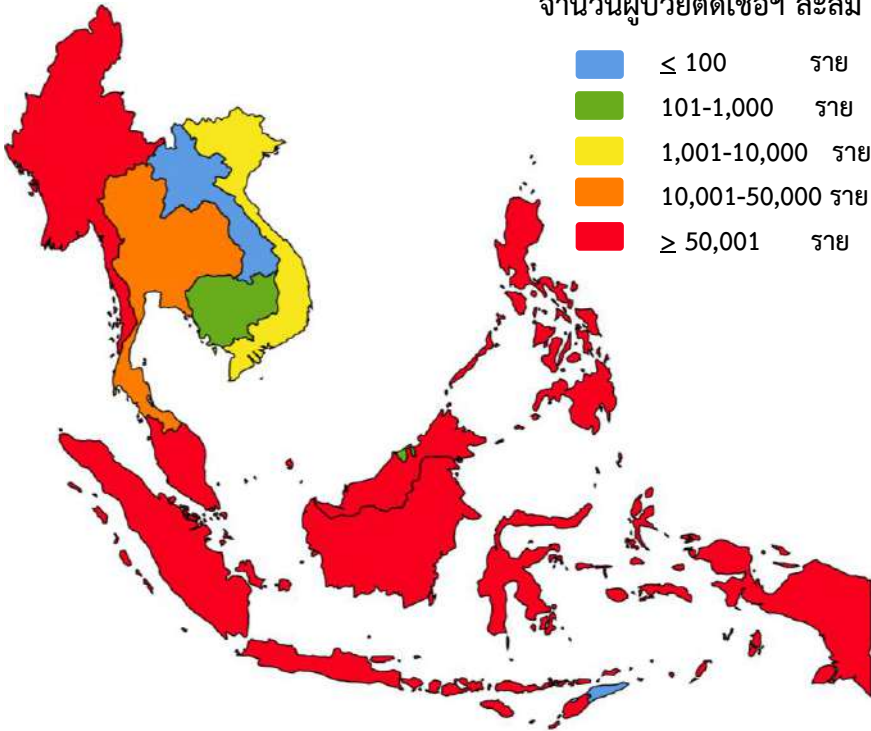 จำนวนผู้ป่วยติดเชื้อฯ สะสม
≤ 100 ราย
101-1,000 ราย
1,001-10,000 ราย
10,001-50,000 ราย
≥ 50,001 ราย